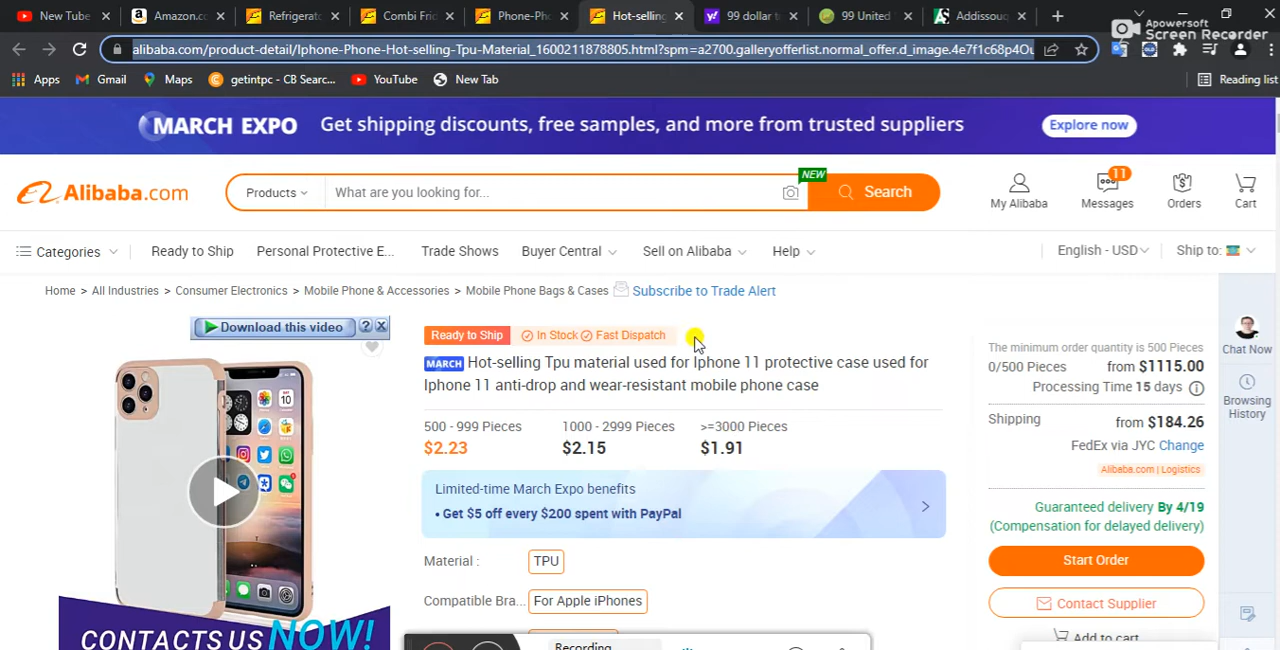 New Tube
Amazon.c
Refrigerat
Combi Fri
Phone-Pho
Hot-selling
99 dollar t
99 United
Addissouq
Apowersoft
Screen Recorder
alibaba.com/product-detail/Iphone-Phone-Hot-selling-Tpu-Material_1600211878805.html?spm=a2700.galleryofferlist.normal_offer.d_image.4e7f1c68p4Ou
Apps
Gmail
Maps
getintpc - CB Searc...
YouTube
New Tab
Reading list
MARCH EXPO Get shipping discounts, free samples, and more from trusted suppliers Explore now
Alibaba.com
Products
What are you looking for...
NEW
Search
11
My Alibaba
Messages
Orders
Cart
Categories
Ready to Ship
Personal Protective E...
Trade Shows
Buyer Central
Sell on Alibaba
Help
English - USD
Ship to:
Home > All Industries > Consumer Electronics > Mobile Phone & Accessories > Mobile Phone Bags & Cases
Subscribe to Trade Alert
Download this video ? X
Ready to Ship
In Stock
Fast Dispatch
MARCH Hot-selling Tpu material used for Iphone 11 protective case used for
Iphone 11 anti-drop and wear-resistant mobile phone case
500 - 999 Pieces
1000 - 2999 Pieces
>=3000 Pieces
$2.23
$2.15
$1.91
Limited-time March Expo benefits
• Get $5 off every $200 spent with PayPal
Material :
TPU
Compatible Bra...
For Apple iPhones
CONTACTS US NOW!
The minimum order quantity is 500 Pieces
0/500 Pieces
from $1115.00
Processing Time 15 days
Shipping
from $184.26
FedEx via JYC Change
Alibaba.com | Logistics
Guaranteed delivery By 4/19
(Compensation for delayed delivery)
Start Order
Contact Supplier
Add to cart
Chat Now
Browsing
History
Recording